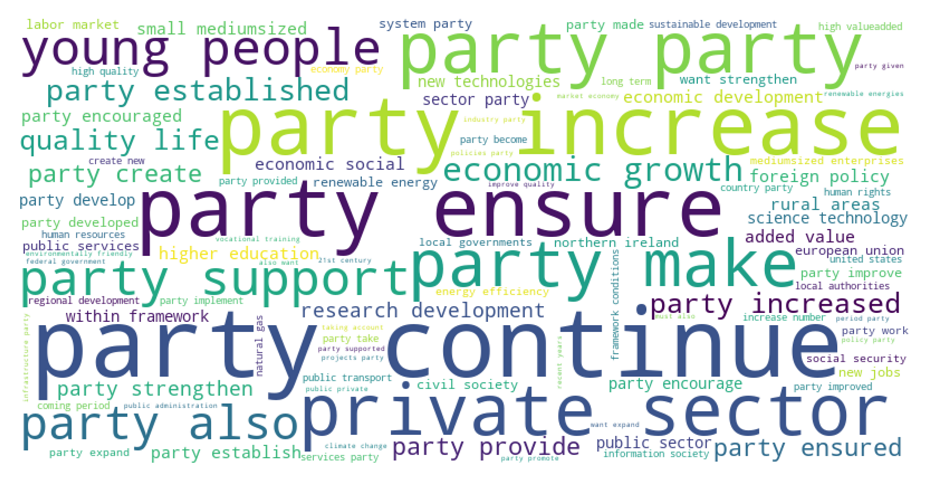 labor market
small mediumsized
system party
party made
sustainable development
high valueadded
young people
party party
high quality
economy party
party given
new technologies
long term
want strengthen
party established
sector party
market economy
economic development
renewable energies
party encouraged
party increase
industry party
quality life
party become
policies party
create new
economic social
economic growth
mediumsized enterprises
party create
party provided
renewable energy
improve quality
foreign policy
country party
human rights
party develop
party ensure
rural areas
party developed
science technology
human resources
vocational training
added value
public services
higher education
local governments
northern ireland
european union
environmentally friendly
federal government
also want
21st century
united states
party support
party make
party improve
energy efficiency
framework conditions
local authorities
regional development
party implement
research development
party increased
within framework
natural gas
infrastructure party
party continue
taking account
must also
increase number
period party
party take
party work
policy party
party supported
projects party
recent years
social security
public transport
new jobs
party strengthen
public private
civil society
party encourage
party improved
coming period
public administration
private sector
party also
want expand
party expand
party establish
climate change
services party
party provide
party promote
public sector
information society
party ensured